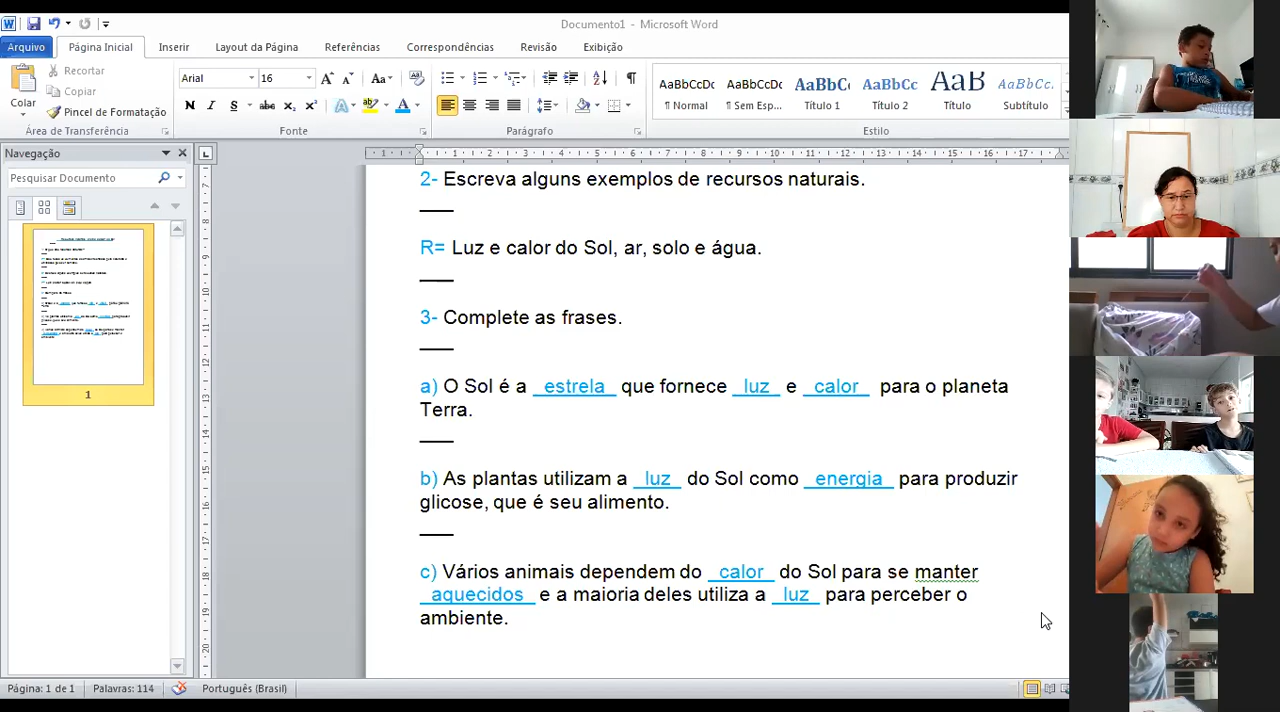 Documento1 - Microsoft Word
Arquivo Página Inicial Inserir Layout da Página Referências Correspondências Revisão Exibição
Colar
Recortar
Copiar
Pincel de Formatação
Área de Transferência
Arial 16
Fonte
Parágrafo
AaBbCcDc AaBbCcDc AaBbC AaBbCc AaB AaBbCc.
¶ Normal ¶ Sem Esp... Título 1 Título 2 Título Subtítulo
Estilo
Navegação
Pesquisar Documento
1
2- Escreva alguns exemplos de recursos naturais.
R= Luz e calor do Sol, ar, solo e água.
3- Complete as frases.
a) O Sol é a estrela que fornece luz e calor para o planeta
Terra.
b) As plantas utilizam a luz do Sol como energia para produzir
glicose, que é seu alimento.
c) Vários animais dependem do calor do Sol para se manter
aquecidos e a maioria deles utiliza a luz para perceber o
ambiente.
Página: 1 de 1 Palavras: 114 Português (Brasil)